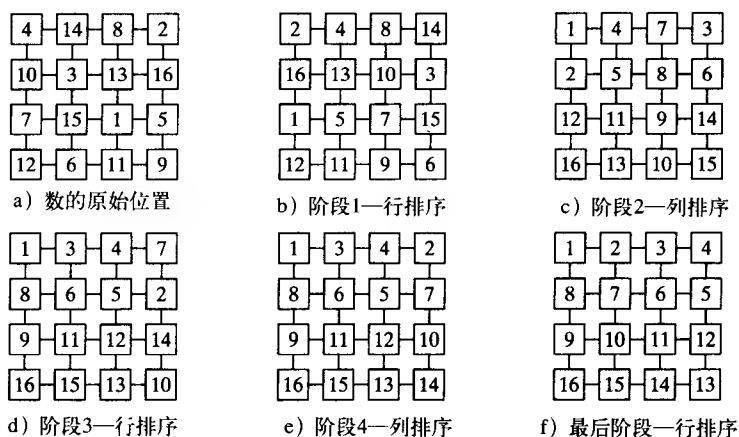 4 14 8 2
10 3 13 16
7 15 1 5
12 6 11 9
a）数的原始位置
2 4 8 14
16 13 10 3
1 5 7 15
12 11 9 6
b）阶段1—行排序
1 4 7 3
2 5 8 6
12 11 9 14
16 13 10 15
c）阶段2—列排序
1 3 4 7
8 6 5 2
9 11 12 14
16 15 13 10
d）阶段3—行排序
1 3 4 2
8 6 5 7
9 11 12 10
16 15 13 14
e）阶段4—列排序
1 2 3 4
8 7 6 5
9 10 11 12
16 15 14 13
f）最后阶段—行排序